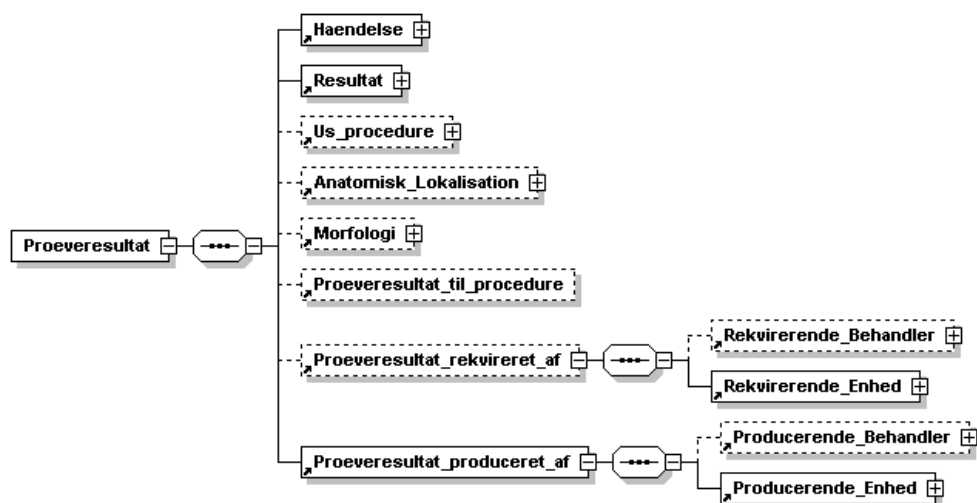 Haendelse
Resultat
Us_procedure
Anatomisk_Lokalisation
Proeveresultat
Morfologi
Proeveresultat_til_procedure
Proeveresultat_rekvireret_af
Rekvirerende_Behandler
Rekvirerende_Enhed
Proeveresultat_produceret_af
Producerende_Behandler
Producerende_Enhed